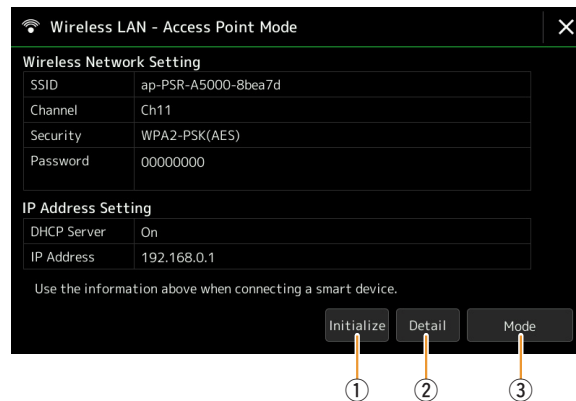 Wireless LAN - Access Point Mode
Wireless Network Setting
SSID ap-PSR-A5000-8bea7d
Channel Ch11
Security WPA2-PSK(AES)
Password 00000000
IP Address Setting
DHCP Server On
IP Address 192.168.0.1
Use the information above when connecting a smart device.
Initialize Detail Mode
① ② ③